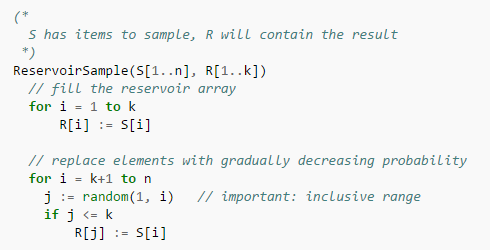 (*
  S has items to sample, R will contain the result
 *)
ReservoirSample(S[1..n], R[1..k])
  // fill the reservoir array
  for i = 1 to k
      R[i] := S[i]

  // replace elements with gradually decreasing probability
  for i = k+1 to n
    j := random(1, i)   // important: inclusive range
    if j <= k
        R[j] := S[i]